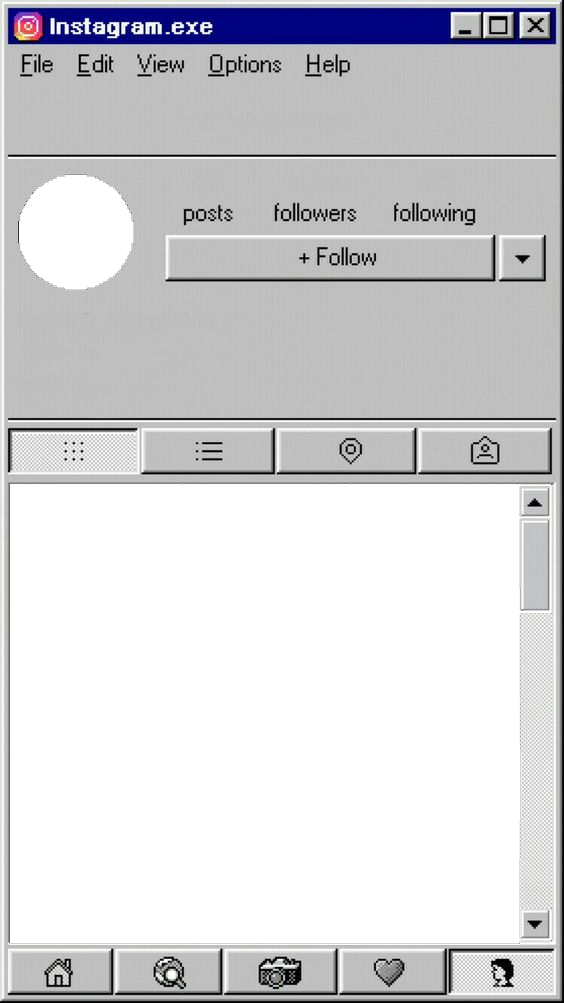 Instagram.exe
File Edit View Options Help
posts followers following
+ Follow